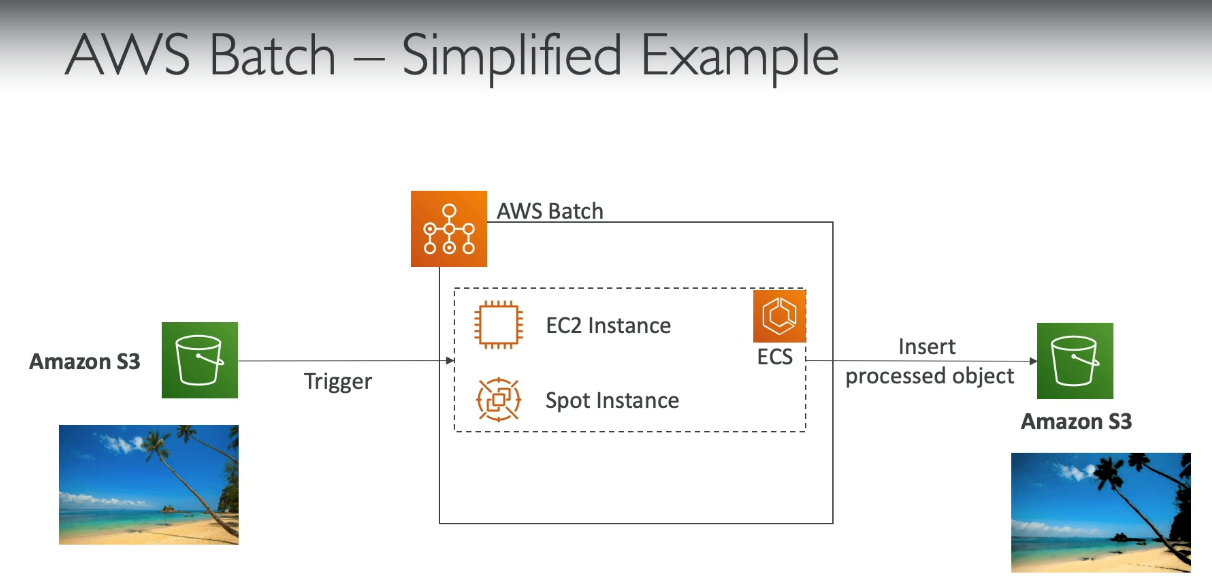 AWS Batch – Simplified Example
AWS Batch
EC2 Instance
ECS
Spot Instance
Amazon S3
Trigger
Insert
processed object
Amazon S3